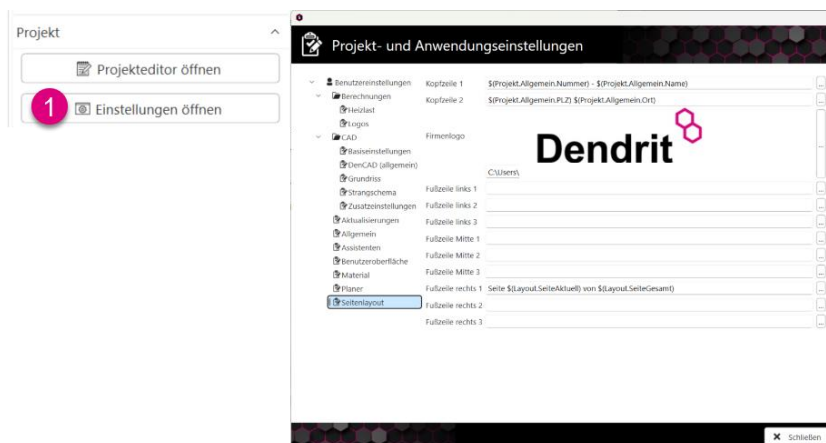 Projekt
Projekteditor öffnen
1 Einstellungen öffnen
Projekt- und Anwendungseinstellungen
Benutzereinstellungen
Berechnungen
Heizlast
Logos
CAD
Basiseinstellungen
DenCAD (allgemein)
Grundriss
Strangschema
Zusatzeinstellungen
Aktualisierungen
Allgemein
Assistenten
Benutzeroberfläche
Material
Planer
Seitenlayout
Kopfzeile 1 $(Projekt.Allgemein.Nummer) - $(Projekt.Allgemein.Name)
Kopfzeile 2 $(Projekt.Allgemein.PLZ) $(Projekt.Allgemein.Ort)
Firmenlogo
Dendrit
C:\Users\
Fußzeile links 1
Fußzeile links 2
Fußzeile links 3
Fußzeile Mitte 1
Fußzeile Mitte 2
Fußzeile Mitte 3
Fußzeile rechts 1 Seite $(Layout.SeiteAktuell) von $(Layout.SeiteGesamt)
Fußzeile rechts 2
Fußzeile rechts 3
Schließen